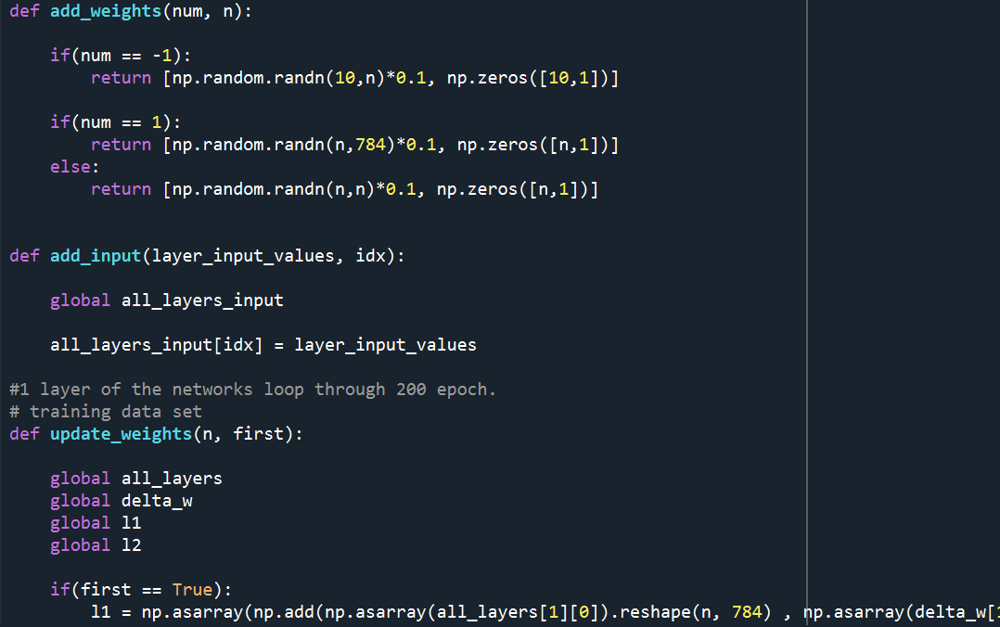 def add_weights(num, n):
    if(num == -1):
        return [np.random.randn(10,n)*0.1, np.zeros([10,1])]
    if(num == 1):
        return [np.random.randn(n,784)*0.1, np.zeros([n,1])]
    else:
        return [np.random.randn(n,n)*0.1, np.zeros([n,1])]
def add_input(layer_input_values, idx):
    global all_layers_input
    all_layers_input[idx] = layer_input_values
#1 layer of the networks loop through 200 epoch.
# training data set
def update_weights(n, first):
    global all_layers
    global delta_w
    global l1
    global l2
    if(first == True):
        l1 = np.asarray(np.add(np.asarray(all_layers[1][0]).reshape(n, 784) , np.asarray(delta_w[1